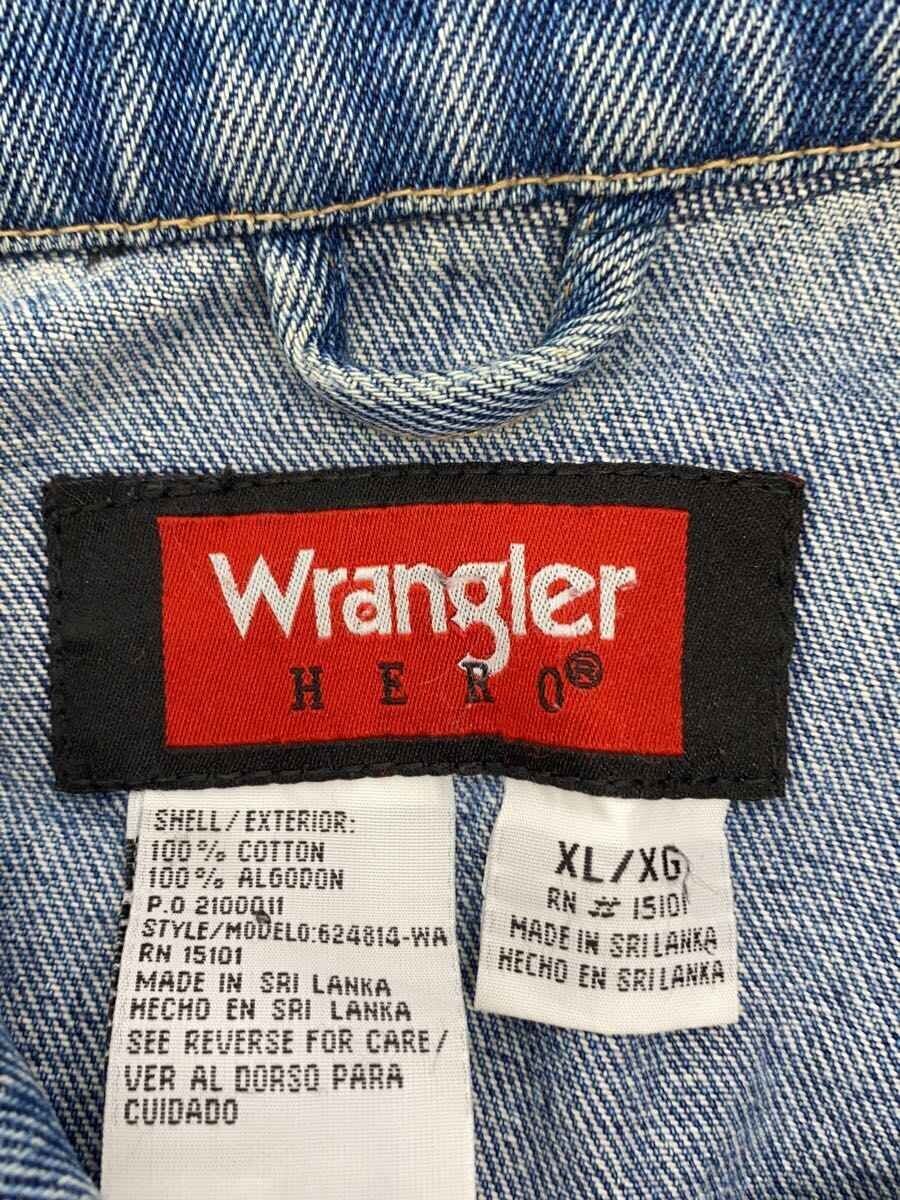 Wrangler
HERO®
SHELL/EXTERIOR:
100% COTTON
100% ALGODON
P.O 2100011
STYLE/MODELO:624814-WA
RN 15101
MADE IN SRI LANKA
HECHO EN SRI LANKA
SEE REVERSE FOR CARE/
VER AL DORSO PARA
CUIDADO
XL/XG
RN # 15101
MADE IN SRI LANKA
HECHO EN SRI LANKA